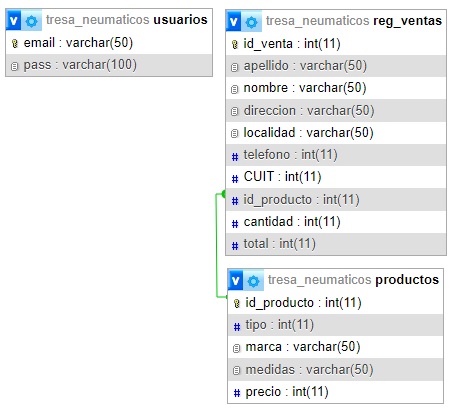 tresa_neumaticos usuarios
email : varchar(50)
pass : varchar(100)
tresa_neumaticos reg_ventas
id_venta : int(11)
apellido : varchar(50)
nombre : varchar(50)
direccion : varchar(50)
localidad : varchar(50)
# telefono : int(11)
# CUIT : int(11)
# id_producto : int(11)
# cantidad : int(11)
# total : int(11)
tresa_neumaticos productos
id_producto : int(11)
# tipo : int(11)
marca : varchar(50)
medidas : varchar(50)
# precio : int(11)